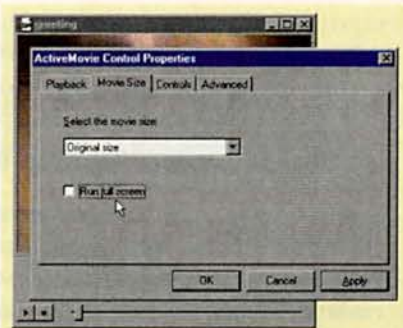 greeting
ActiveMovie Control Properties
Playback Movie Size Controls Advanced
Select the movie size:
Original size
Run full screen
OK Cancel Apply